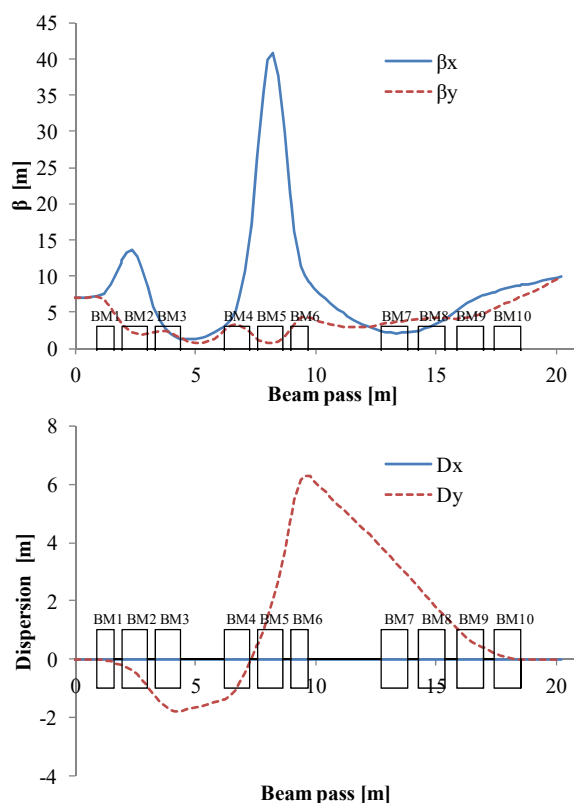 45
40
35
30
25
20
15
10
5
0
β [m]
βx
βy
BM1 BM2 BM3 BM4 BM5 BM6 BM7 BM8 BM9 BM10
0 5 10 15 20
Beam pass [m]
8
6
4
2
0
-2
-4
Dispersion [m]
Dx
Dy
BM1 BM2 BM3 BM4 BM5 BM6 BM7 BM8 BM9 BM10
0 5 10 15 20
Beam pass [m]